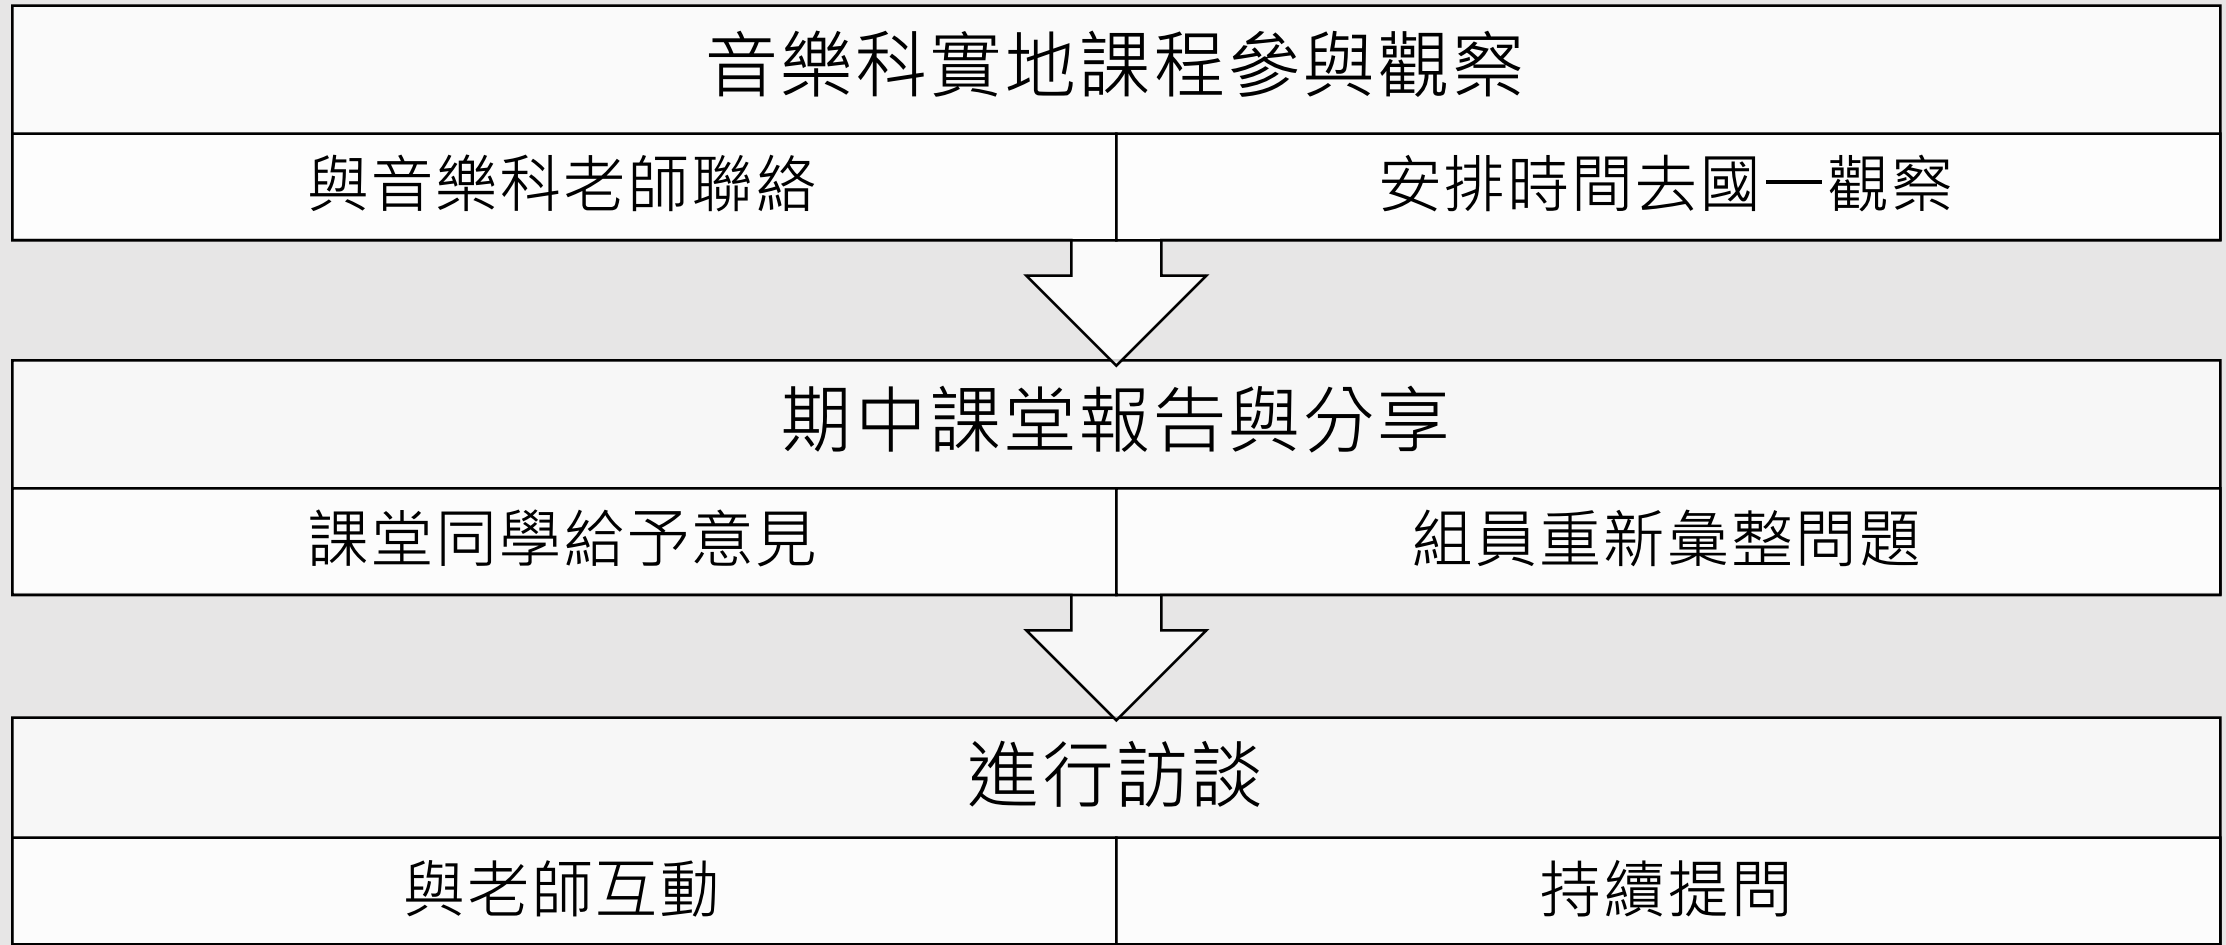 音樂科實地課程參與觀察
與音樂科老師聯絡
安排時間去國一觀察
期中課堂報告與分享
課堂同學給予意見
組員重新彙整問題
進行訪談
與老師互動
持續提問